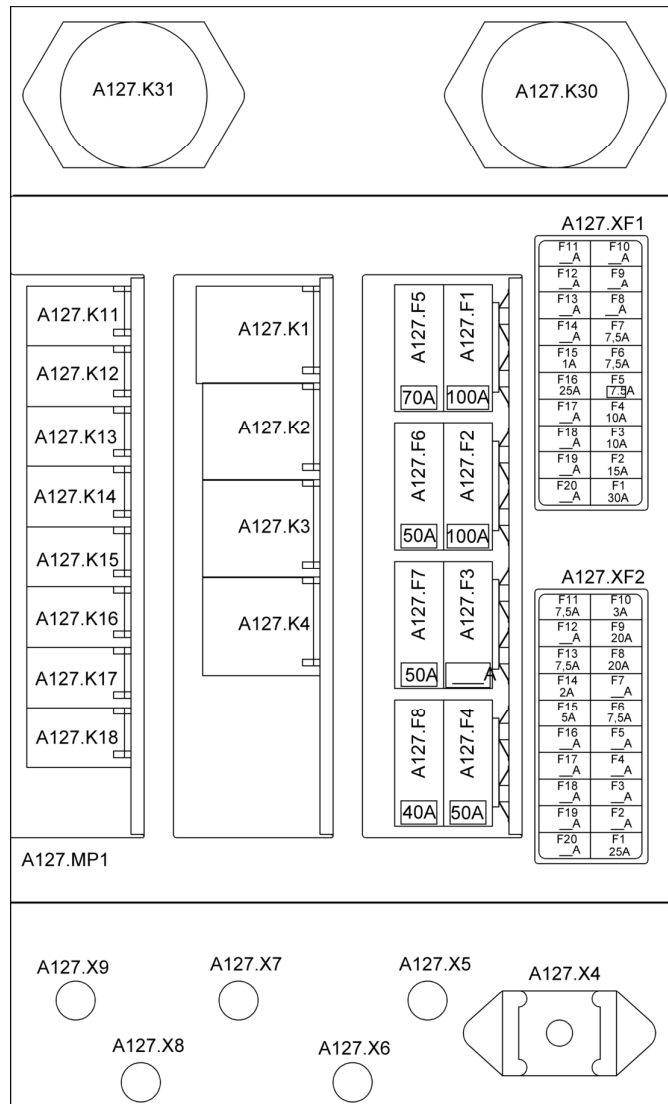 A127.K31
A127.K30
A127.K11
A127.K12
A127.K13
A127.K14
A127.K15
A127.K16
A127.K17
A127.K18
A127.MP1
A127.K1
A127.K2
A127.K3
A127.K4
A127.F5 A127.F1
70A 100A
A127.F6 A127.F2
50A 100A
A127.F7 A127.F3
50A __A
A127.F8 A127.F4
40A 50A
A127.XF1
F11 F10
__A __A
F12 F9
__A __A
F13 F8
__A __A
F14 F7
__A 7,5A
F15 F6
1A 7,5A
F16 F5
25A 7.5A
F17 F4
__A 10A
F18 F3
__A 10A
F19 F2
__A 15A
F20 F1
__A 30A
A127.XF2
F11 F10
7,5A 3A
F12 F9
__A 20A
F13 F8
7,5A 20A
F14 F7
2A __A
F15 F6
5A 7,5A
F16 F5
__A __A
F17 F4
__A __A
F18 F3
__A __A
F19 F2
__A __A
F20 F1
__A 25A
A127.X9
A127.X7
A127.X5
A127.X4
A127.X8
A127.X6